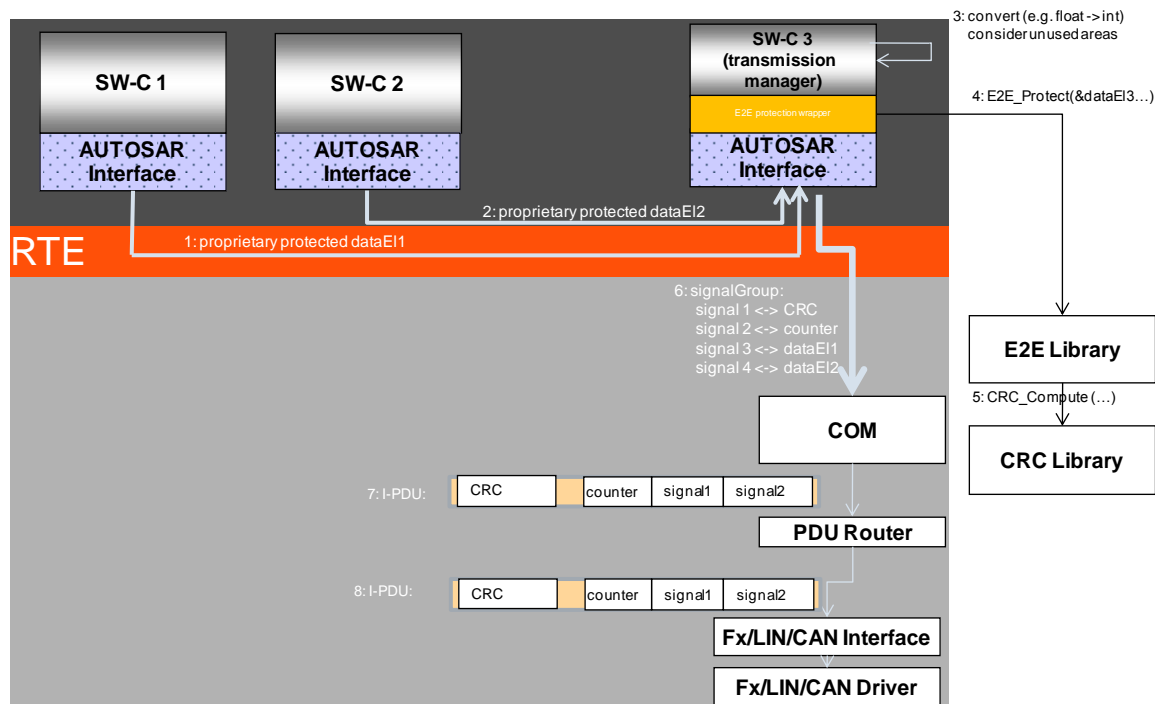 3: convert (e.g. float -> int)
consider unused areas
SW-C 1
SW-C 2
SW-C 3
(transmission
manager)
E2E protection wrapper
4: E2E_Protect(&dataEl3…)
AUTOSAR
Interface
AUTOSAR
Interface
AUTOSAR
Interface
2: proprietary protected dataEl2
1: proprietary protected dataEl1
RTE
6: signalGroup:
signal 1 <-> CRC
signal 2 <-> counter
signal 3 <-> dataEl1
signal 4 <-> dataEl2
E2E Library
5: CRC_Compute (…)
CRC Library
COM
7: I-PDU:
CRC
counter
signal1
signal2
PDU Router
8: I-PDU:
CRC
counter
signal1
signal2
Fx/LIN/CAN Interface
Fx/LIN/CAN Driver